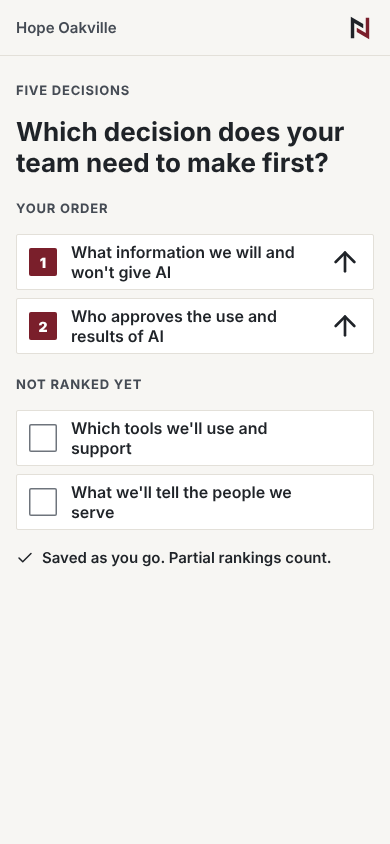 Hope Oakville
FIVE DECISIONS
Which decision does your
team need to make first?
YOUR ORDER
1
What information we will and
won't give AI
2
Who approves the use and
results of AI
NOT RANKED YET
Which tools we'll use and
support
What we'll tell the people we
serve
Saved as you go. Partial rankings count.